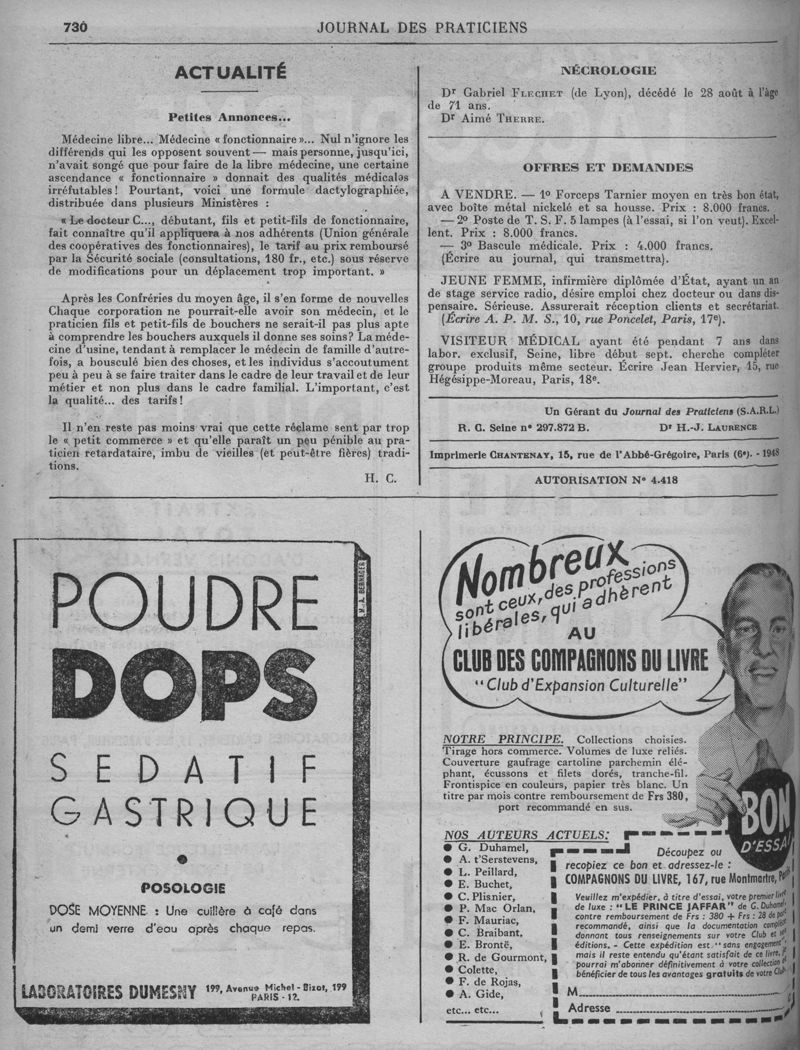 730
JOURNAL DES PRATICIENS
ACTUALITÉ
Petites Annonces...
Médecine libre... Médecine « fonctionnaire »... Nul n'ignore les
différends qui les opposent souvent — mais personne, jusqu'ici,
n'avait songé que pour faire de la libre médecine, une certaine
ascendance « fonctionnaire » donnait des qualités médicales
irréfutables ! Pourtant, voici une formule dactylographiée,
distribuée dans plusieurs Ministères :
« Le docteur C..., débutant, fils et petit-fils de fonctionnaire,
fait connaître qu'il appliquera à nos adhérents (Union générale
des coopératives des fonctionnaires), le tarif au prix remboursé
par la Sécurité sociale (consultations, 180 fr., etc.) sous réserve
de modifications pour un déplacement trop important. »
Après les Confréries du moyen âge, il s'en forme de nouvelles
Chaque corporation ne pourrait-elle avoir son médecin, et le
praticien fils et petit-fils de bouchers ne serait-il pas plus apte
à comprendre les bouchers auxquels il donne ses soins? La méde-
cine d'usine, tendant à remplacer le médecin de famille d'autre-
fois, a bousculé bien des choses, et les individus s'accoutument
peu à peu à se faire traiter dans le cadre de leur travail et de leur
métier et non plus dans le cadre familial. L'important, c'est
la qualité... des tarifs !
Il n'en reste pas moins vrai que cette réclame sent par trop
le « petit commerce » et qu'elle paraît un peu pénible au pra-
ticien retardataire, imbu de vieilles (et peut-être fières) tradi-
tions.
H. C.
NÉCROLOGIE
Dr Gabriel FLECHET (de Lyon), décédé le 28 août à l'âge
de 71 ans.
Dr Aimé THERRE.
OFFRES ET DEMANDES
A VENDRE. — 1o Forceps Tarnier moyen en très bon état,
avec boîte métal nickelé et sa housse. Prix : 8.000 francs.
— 2o Poste de T. S. F. 5 lampes (à l'essai, si l'on veut). Excel-
lent. Prix : 8.000 francs.
— 3o Bascule médicale. Prix : 4.000 francs.
(Écrire au journal, qui transmettra).
JEUNE FEMME, infirmière diplômée d'État, ayant un an
de stage service radio, désire emploi chez docteur ou dans dis-
pensaire. Sérieuse. Assurerait réception clients et secrétariat.
(Écrire A. P. M. S., 10, rue Poncelet, Paris, 17e).
VISITEUR MÉDICAL ayant été pendant 7 ans dans
labor. exclusif, Seine, libre début sept. cherche compléter
groupe produits même secteur. Écrire Jean Hervier, 15, rue
Hégésippe-Moreau, Paris, 18e.
Un Gérant du Journal des Praticiens (S.A.R.L.)
R. C. Seine no 297.872 B. Dr H.-J. LAURENCE
Imprimerie CHANTENAY, 15, rue de l'Abbé-Grégoire, Paris (6e). - 1948
AUTORISATION No 4.418
POUDRE
DOPS
SEDATIF
GASTRIQUE
POSOLOGIE
DOSE MOYENNE : Une cuillère à café dans
un demi verre d'eau après chaque repas.
LABORATOIRES DUMESNY 199, Avenue Michel-Bizot, 199
PARIS - 12.
Nombreux
sont ceux, des professions
libérales, qui adhèrent
AU
CLUB DES COMPAGNONS DU LIVRE
"Club d'Expansion Culturelle"
NOTRE PRINCIPE. Collections choisies.
Tirage hors commerce. Volumes de luxe reliés.
Couverture gaufrage cartoline parchemin élé-
phant, écussons et filets dorés, tranche-fil.
Frontispice en couleurs, papier très blanc. Un
titre par mois contre remboursement de Frs 380,
port recommandé en sus.
NOS AUTEURS ACTUELS:
● G. Duhamel,
● A. t'Serstevens,
● L. Peillard,
● E. Buchet,
● C. Plisnier,
● P. Mac Orlan,
● F. Mauriac,
● C. Braibant,
● E. Brontë,
● R. de Gourmont,
● Colette,
● F. de Rojas,
● A. Gide,
etc... etc...
BON
D'ESSAI
Découpez ou
recopiez ce bon et adressez-le :
COMPAGNONS DU LIVRE, 167, rue Montmartre,
Veuillez m'expédier, à titre d'essai, votre premier livre
de luxe : "LE PRINCE JAFFAR" de G. Duhamel,
contre remboursement de Frs : 380 + Frs : 28 de port
recommandé, ainsi que la documentation complète
donnant tous renseignements sur votre Club et
éditions. - Cette expédition est "sans engagement",
mais il reste entendu qu'étant satisfait de ce livre, je
pourrai m'abonner définitivement à votre collection et
bénéficier de tous les avantages gratuits de votre Club
M
Adresse